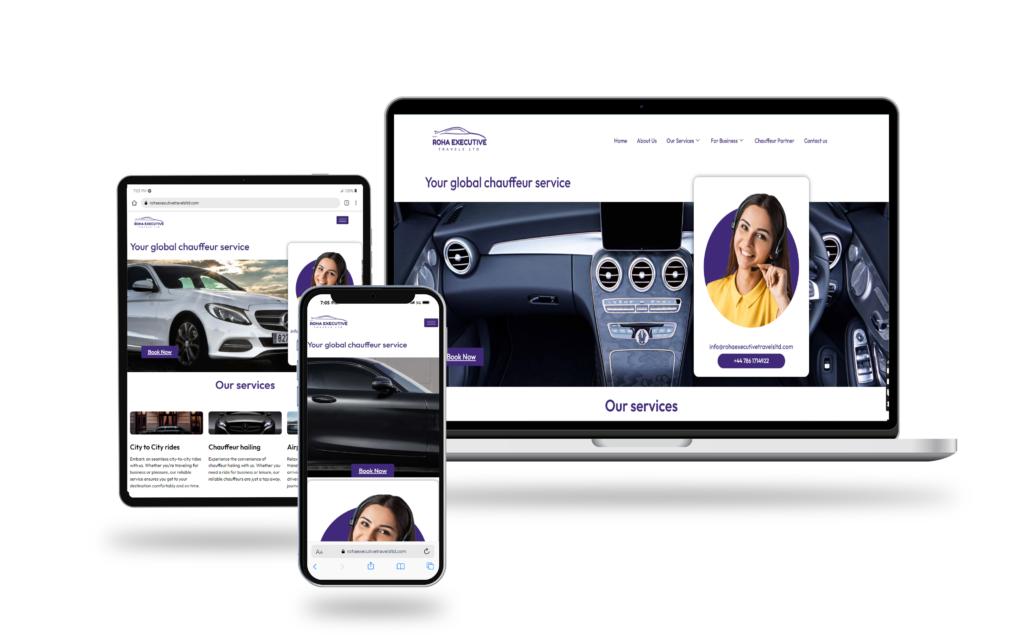 ROHA EXECUTIVE
TRAVELS LTD
Home About Us Our Services For Business Chauffeur Partner Contact us
Your global chauffeur service
Book Now
info@rohaexecutivetravelsltd.com
+44 786 1714922
Our services
rohaexecutivetravelsltd.com
ROHA EXECUTIVE
TRAVELS LTD
Your global chauffeur service
Book Now
Our services
City to City rides
Embark on seamless city-to-city rides
with us. Whether you're traveling for
business or pleasure, our reliable
service ensures you get to your
destination comfortably and on time.
Chauffeur hailing
Experience the convenience of
chauffeur hailing with us. Whether you
need a ride for business or leisure, our
reliable chauffeurs are just a tap away.
7:05
5G
ROHA EXECUTIVE
TRAVELS LTD
Your global chauffeur service
Book Now
AA rohaexecutivetravelsltd.com